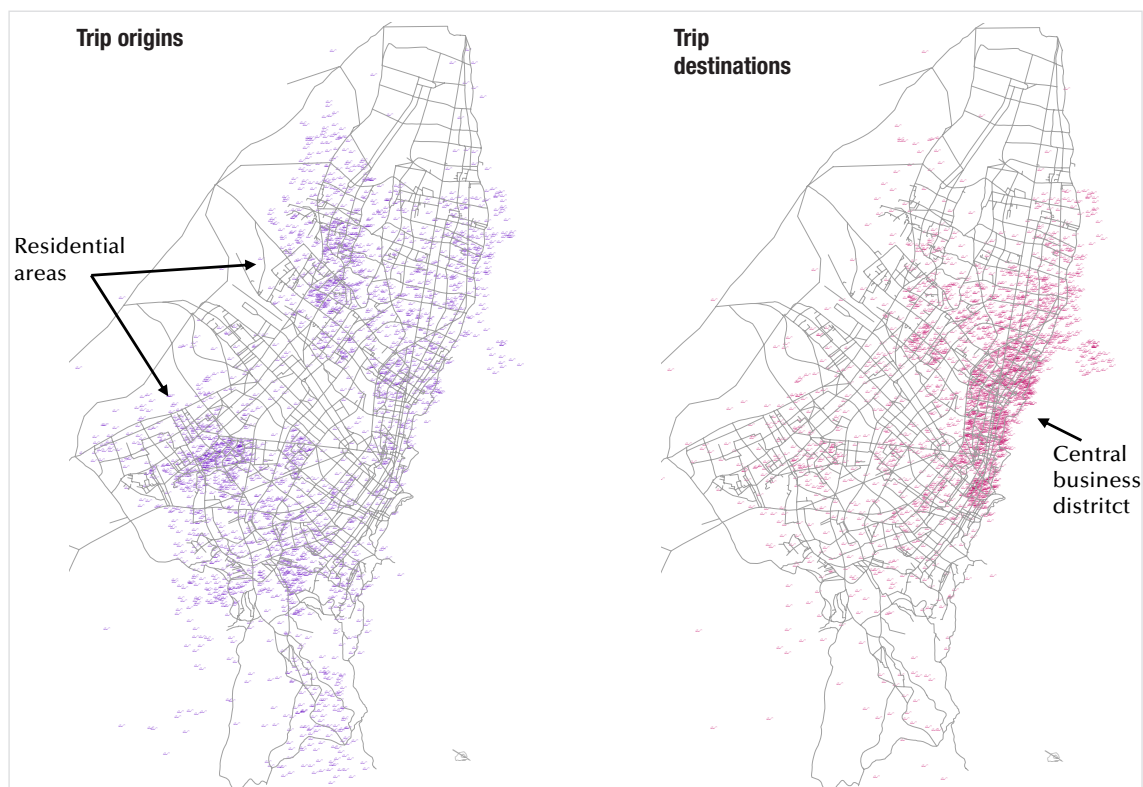 Trip origins
Trip
destinations
Residential
areas
Central
business
distritct